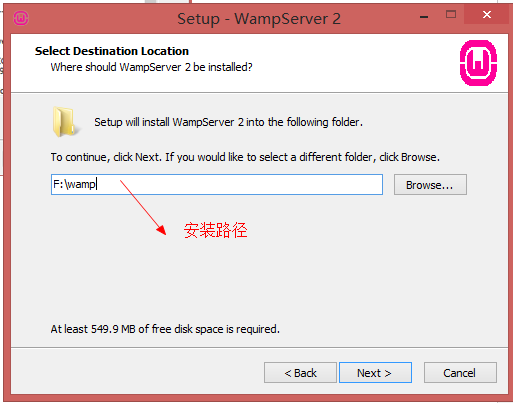 Setup - WampServer 2
Select Destination Location
Where should WampServer 2 be installed?
Setup will install WampServer 2 into the following folder.
To continue, click Next. If you would like to select a different folder, click Browse.
F:\wamp
Browse...
安装路径
At least 549.9 MB of free disk space is required.
< Back
Next >
Cancel